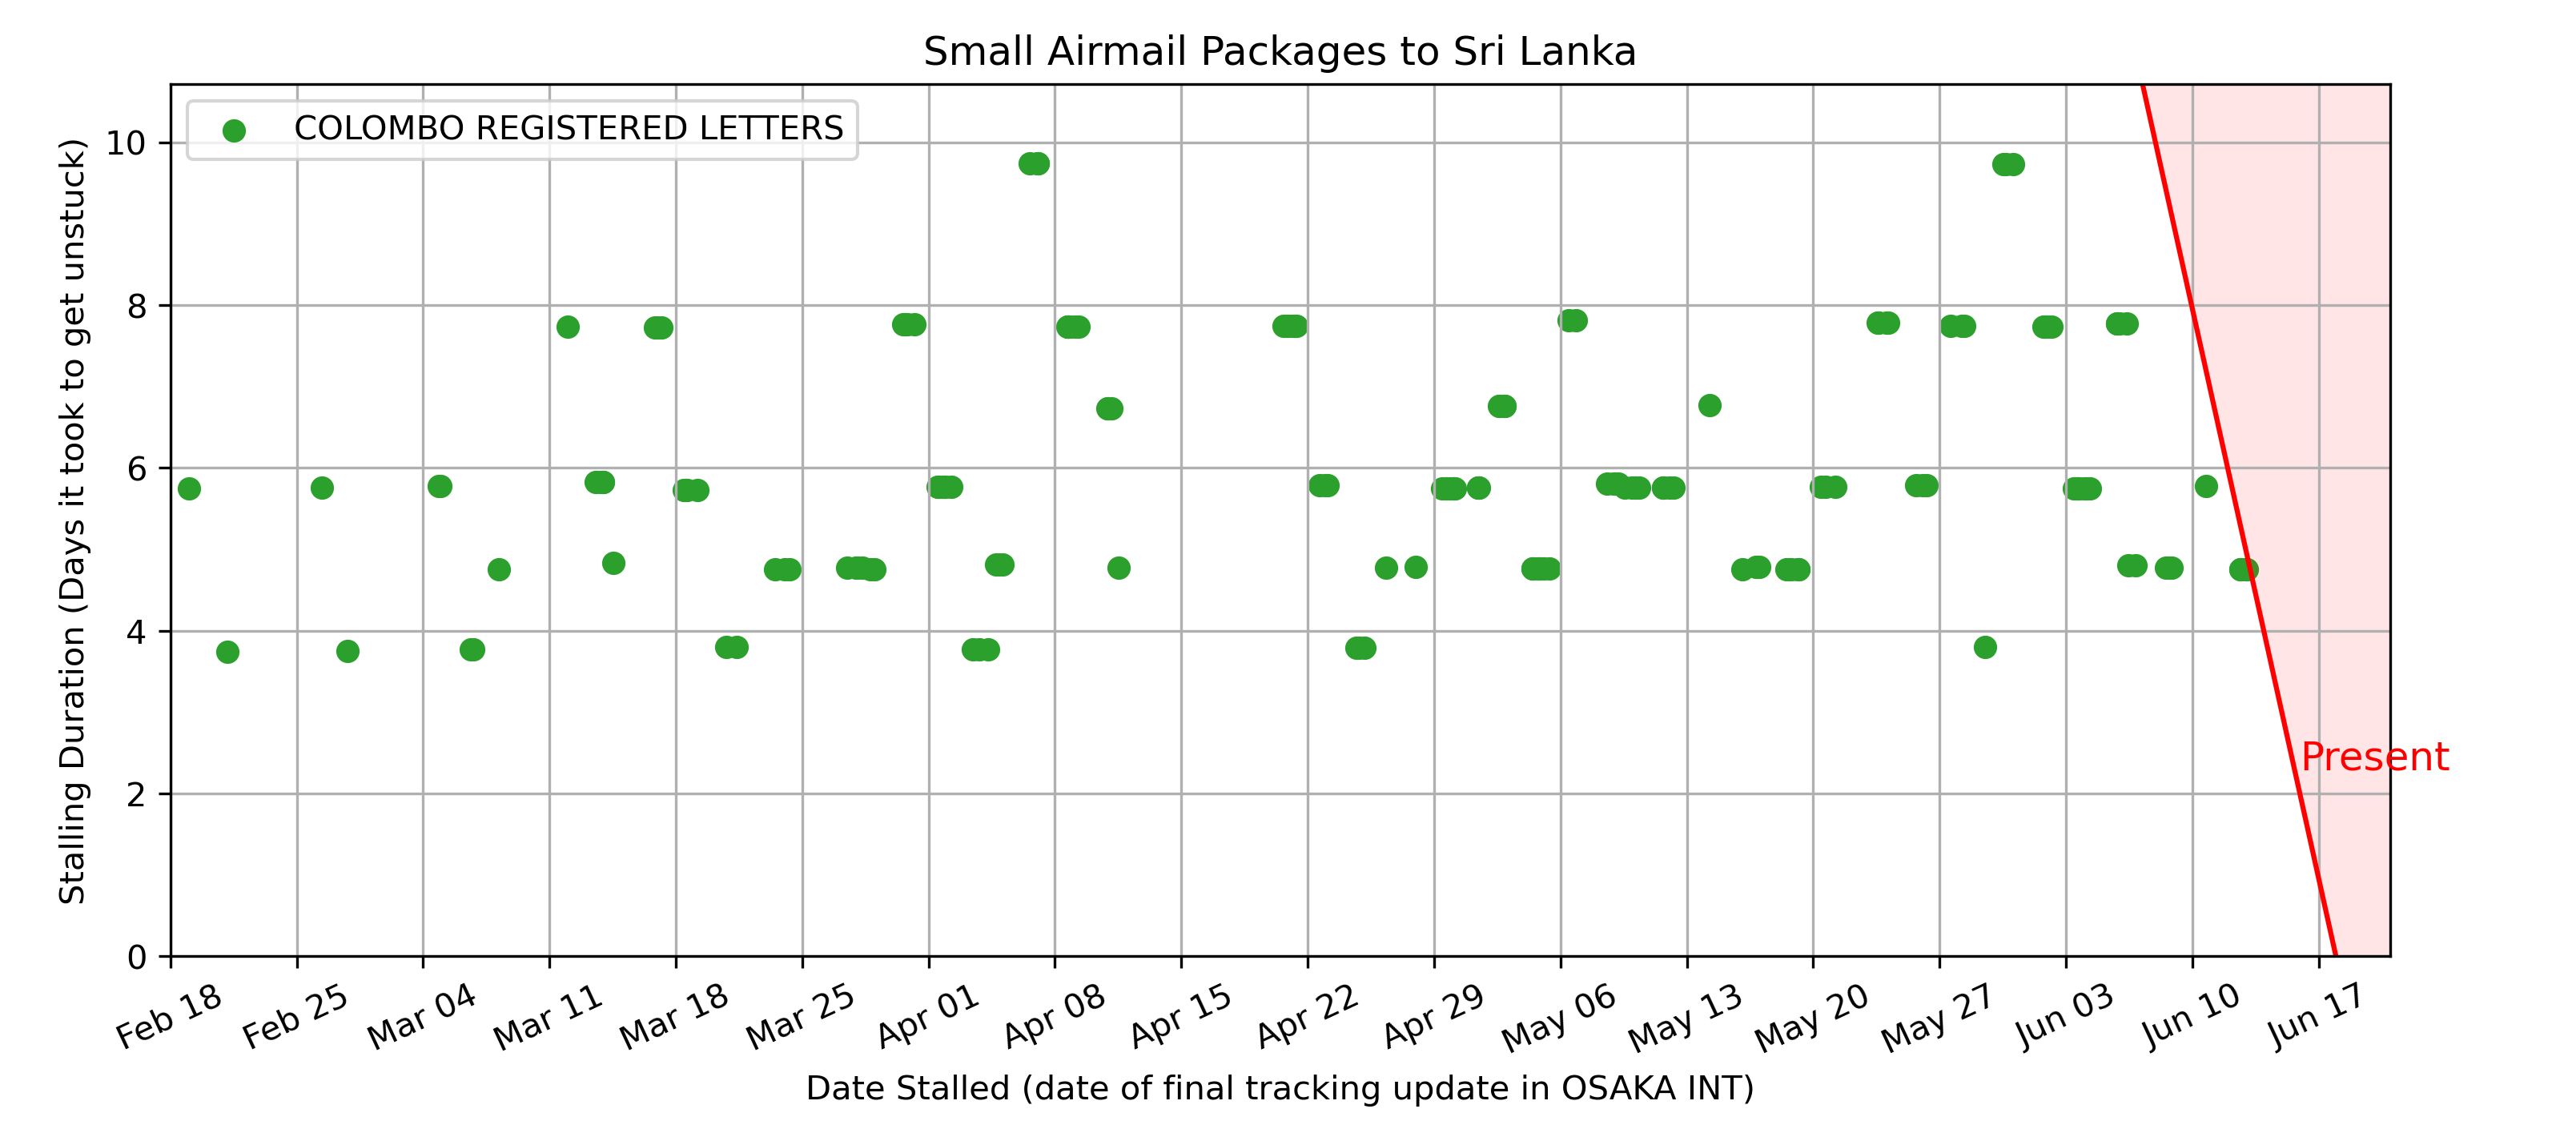 Small Airmail Packages to Sri Lanka
COLOMBO REGISTERED LETTERS
Stalling Duration (Days it took to get unstuck)
10
8
6
4
2
0
Present
Feb 18
Feb 25
Mar 04
Mar 11
Mar 18
Mar 25
Apr 01
Apr 08
Apr 15
Apr 22
Apr 29
May 06
May 13
May 20
May 27
Jun 03
Jun 10
Jun 17
Date Stalled (date of final tracking update in OSAKA INT)